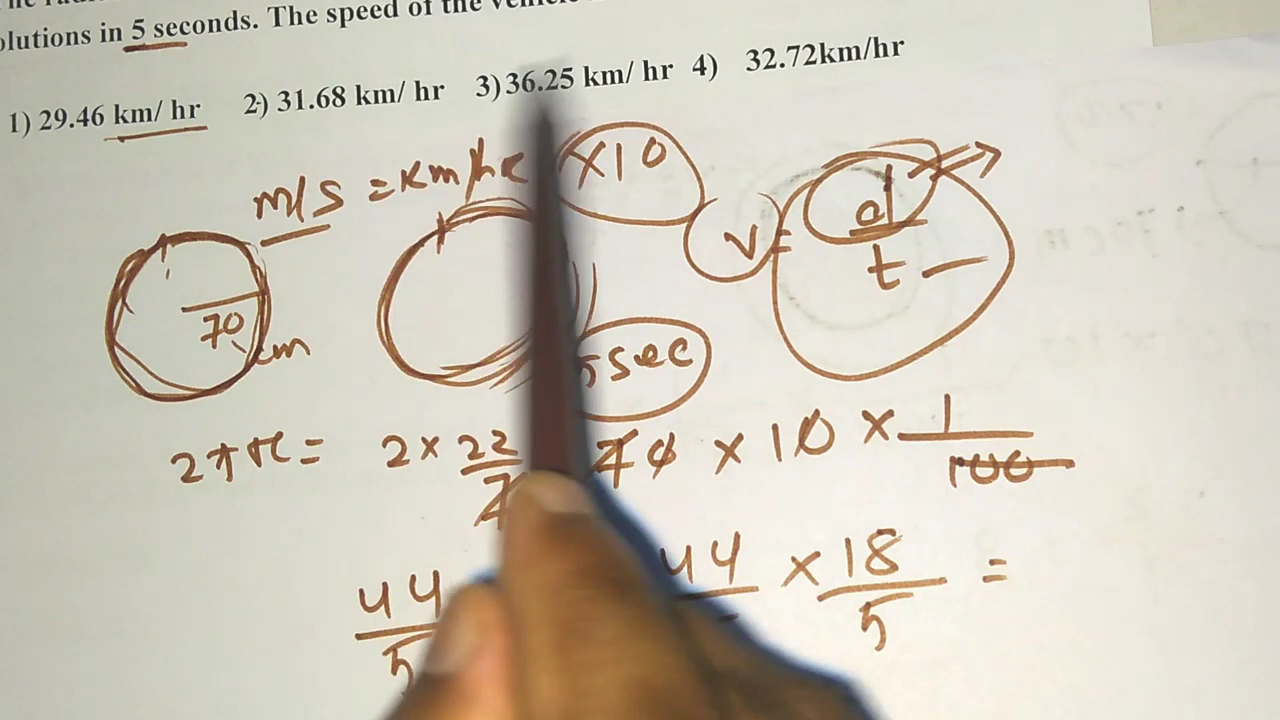 olutions in 5 seconds. The speed of the
1) 29.46 km/ hr 2) 31.68 km/ hr 3) 36.25 km/ hr 4) 32.72km/hr
m/s = km/hr ×10
v = d/t
70 cm
5 sec
2πr = 2 × 22/7 70 × 10 × 1/100
44/5 44 × 18/5 =